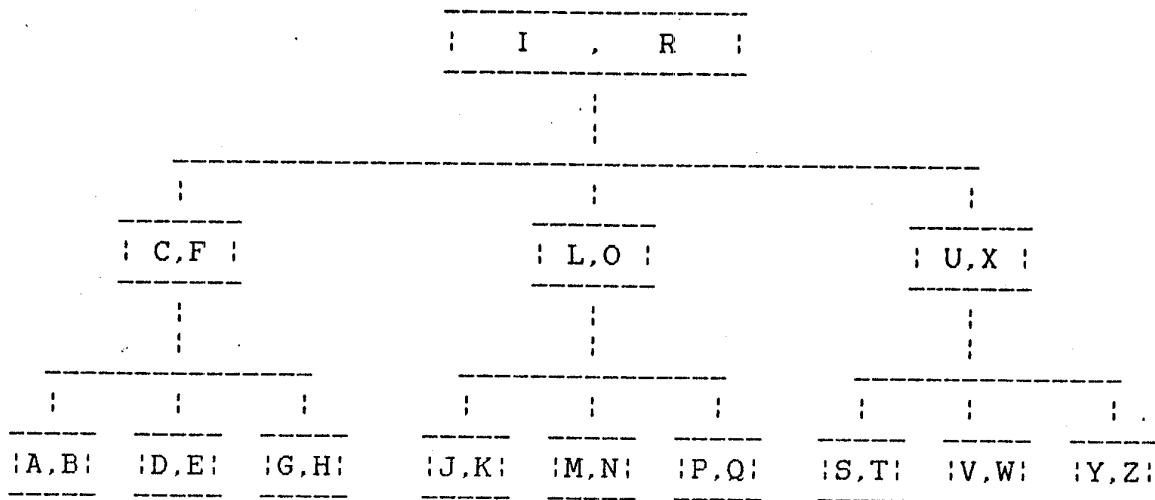 I , R
C,F L,O U,X
A,B D,E G,H J,K M,N P,Q S,T V,W Y,Z